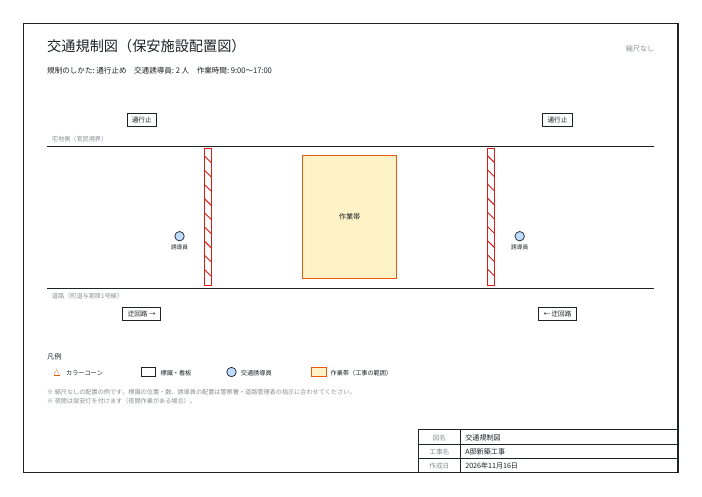 交通規制図（保安施設配置図）
縮尺なし
規制のしかた: 通行止め　交通誘導員: 2 人　作業時間: 9:00〜17:00
通行止
通行止
宅地側（官民境界）
作業帯
誘導員
誘導員
道路（町道与那原1号線）
迂回路 →
← 迂回路
凡例
カラーコーン
標識・看板
交通誘導員
作業帯（工事の範囲）
※ 縮尺なしの配置の例です。標識の位置・数、誘導員の配置は警察署・道路管理者の指示に合わせてください。
※ 夜間は保安灯を付けます（夜間作業がある場合）。
図名 交通規制図
工事名 A邸新築工事
作成日 2026年11月16日